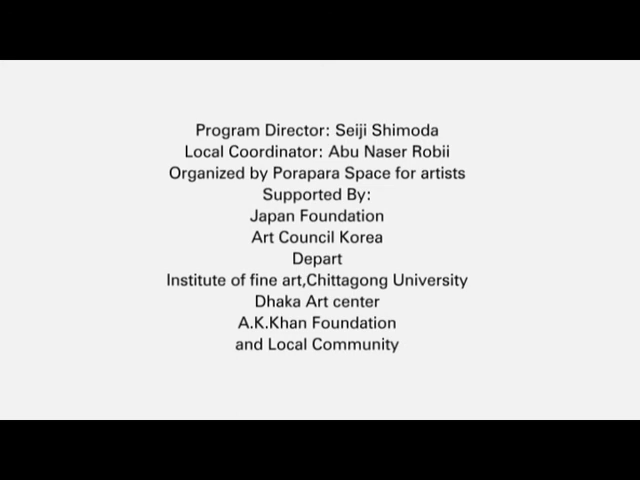 Program Director: Seiji Shimoda
Local Coordinator: Abu Naser Robii
Organized by Porapara Space for artists
Supported By:
Japan Foundation
Art Council Korea
Depart
Institute of fine art,Chittagong University
Dhaka Art center
A.K.Khan Foundation
and Local Community